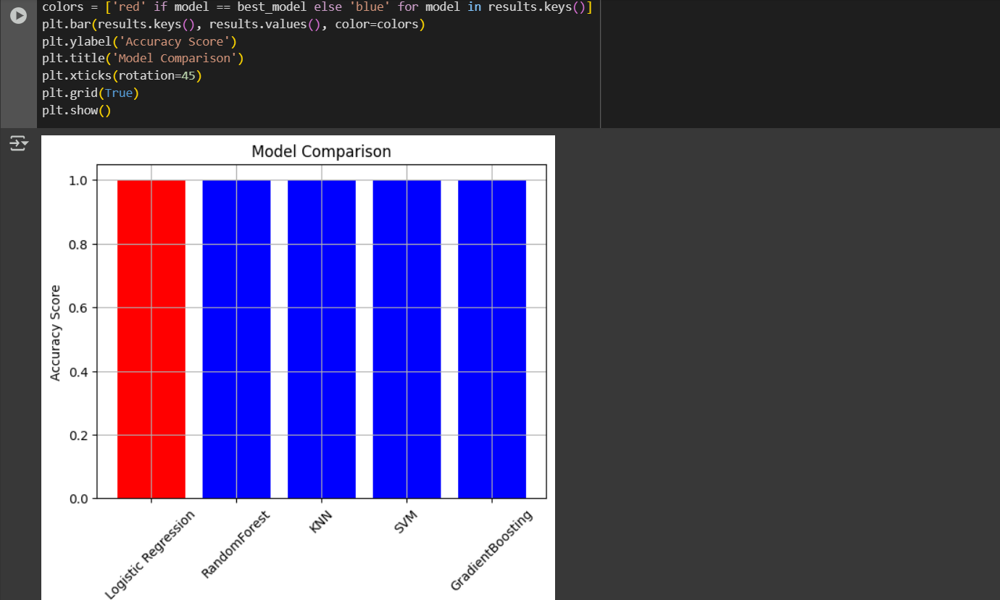 colors = ['red' if model == best_model else 'blue' for model in results.keys()]
plt.bar(results.keys(), results.values(), color=colors)
plt.ylabel('Accuracy Score')
plt.title('Model Comparison')
plt.xticks(rotation=45)
plt.grid(True)
plt.show()
Model Comparison
1.0
0.8
0.6
0.4
0.2
0.0
Accuracy Score
Logistic Regression
RandomForest
KNN
SVM
GradientBoosting